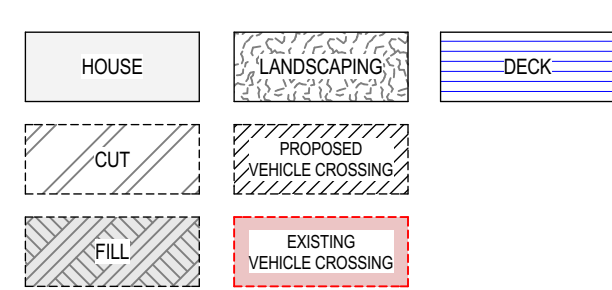 HOUSE
LANDSCAPING
DECK
CUT
PROPOSED
VEHICLE CROSSING
FILL
EXISTING
VEHICLE CROSSING